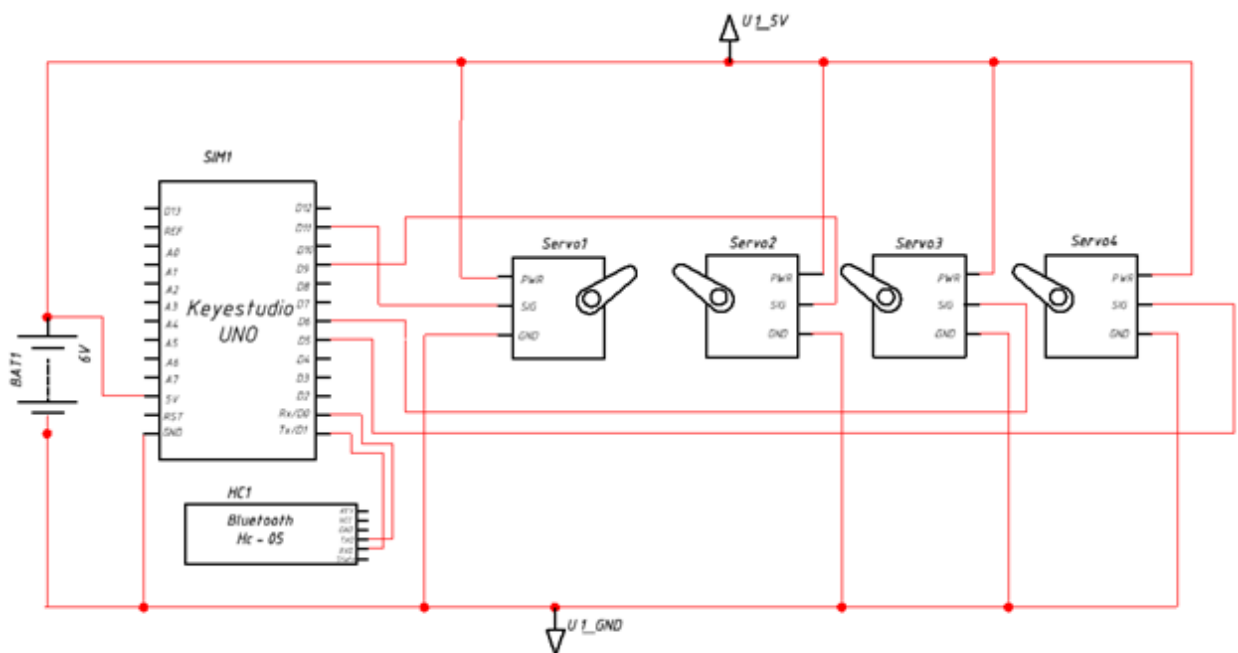 U1_5V
SIM1
D13
REF
A0
A1
A2
A3
A4
A5
A6
A7
5V
RST
GND
Keyestudio
UNO
D12
D11
D10
D9
D8
D7
D6
D5
D4
D3
D2
Rx/D0
Tx/D1
BAT1
6V
Servo1
PWR
SIG
GND
Servo2
PWR
SIG
GND
Servo3
PWR
SIG
GND
Servo4
PWR
SIG
GND
HC1
Bluetooth
Hc - 05
VCC
GND
TXD
RXD
U1_GND